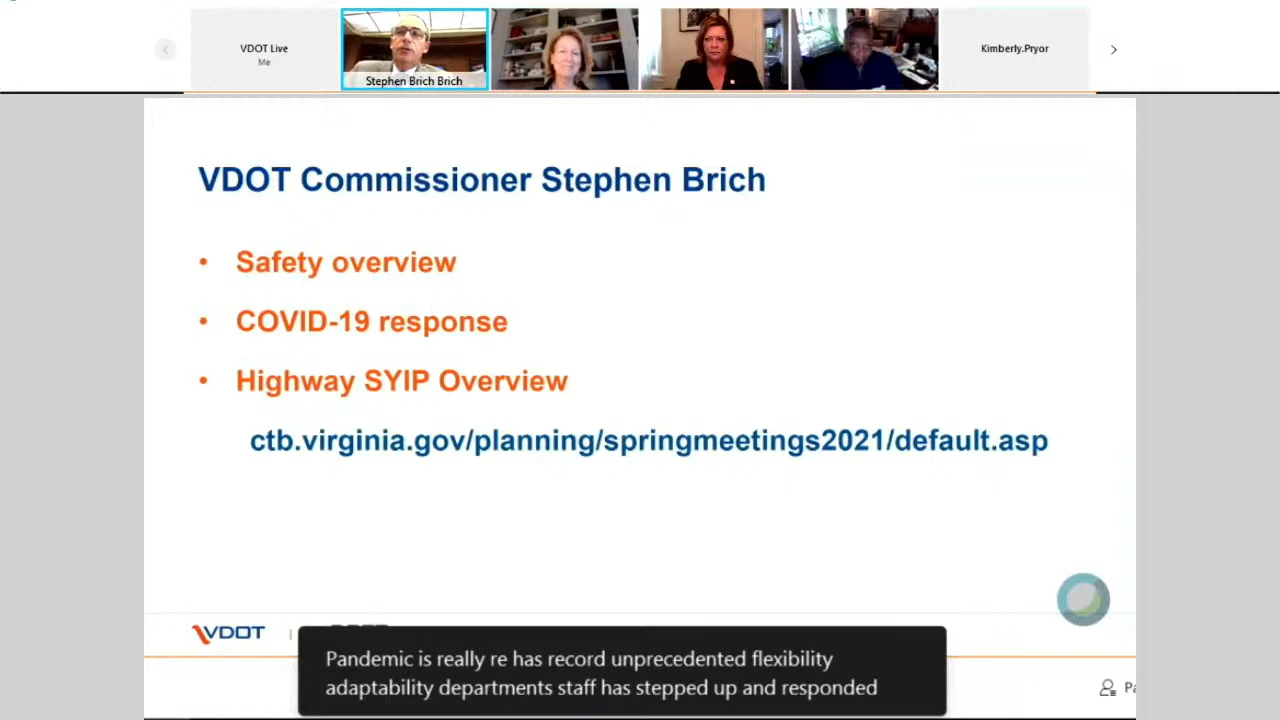 VDOT Live
Me
Stephen Brich Brich
Kimberly.Pryor
VDOT Commissioner Stephen Brich
• Safety overview
• COVID-19 response
• Highway SYIP Overview
ctb.virginia.gov/planning/springmeetings2021/default.asp
VDOT |
Pandemic is really re has record unprecedented flexibility
adaptability departments staff has stepped up and responded